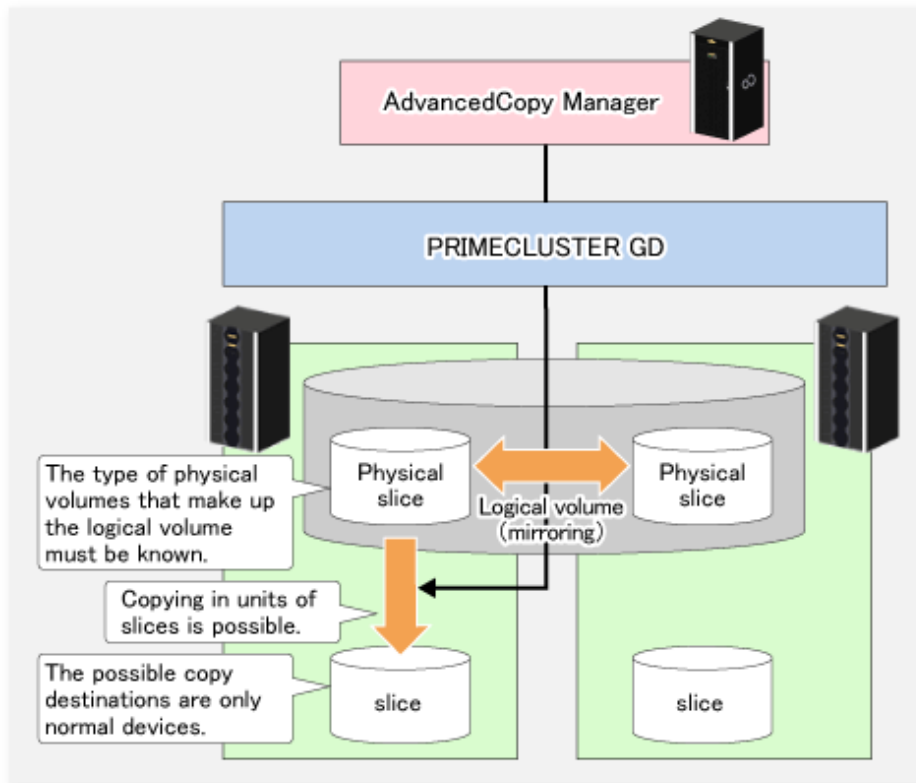 AdvancedCopy Manager
PRIMECLUSTER GD
The type of physical
volumes that make up
the logical volume
must be known.
Physical
slice
Logical volume
(mirroring)
Physical
slice
Copying in units of
slices is possible.
The possible copy
destinations are only
normal devices.
slice
slice